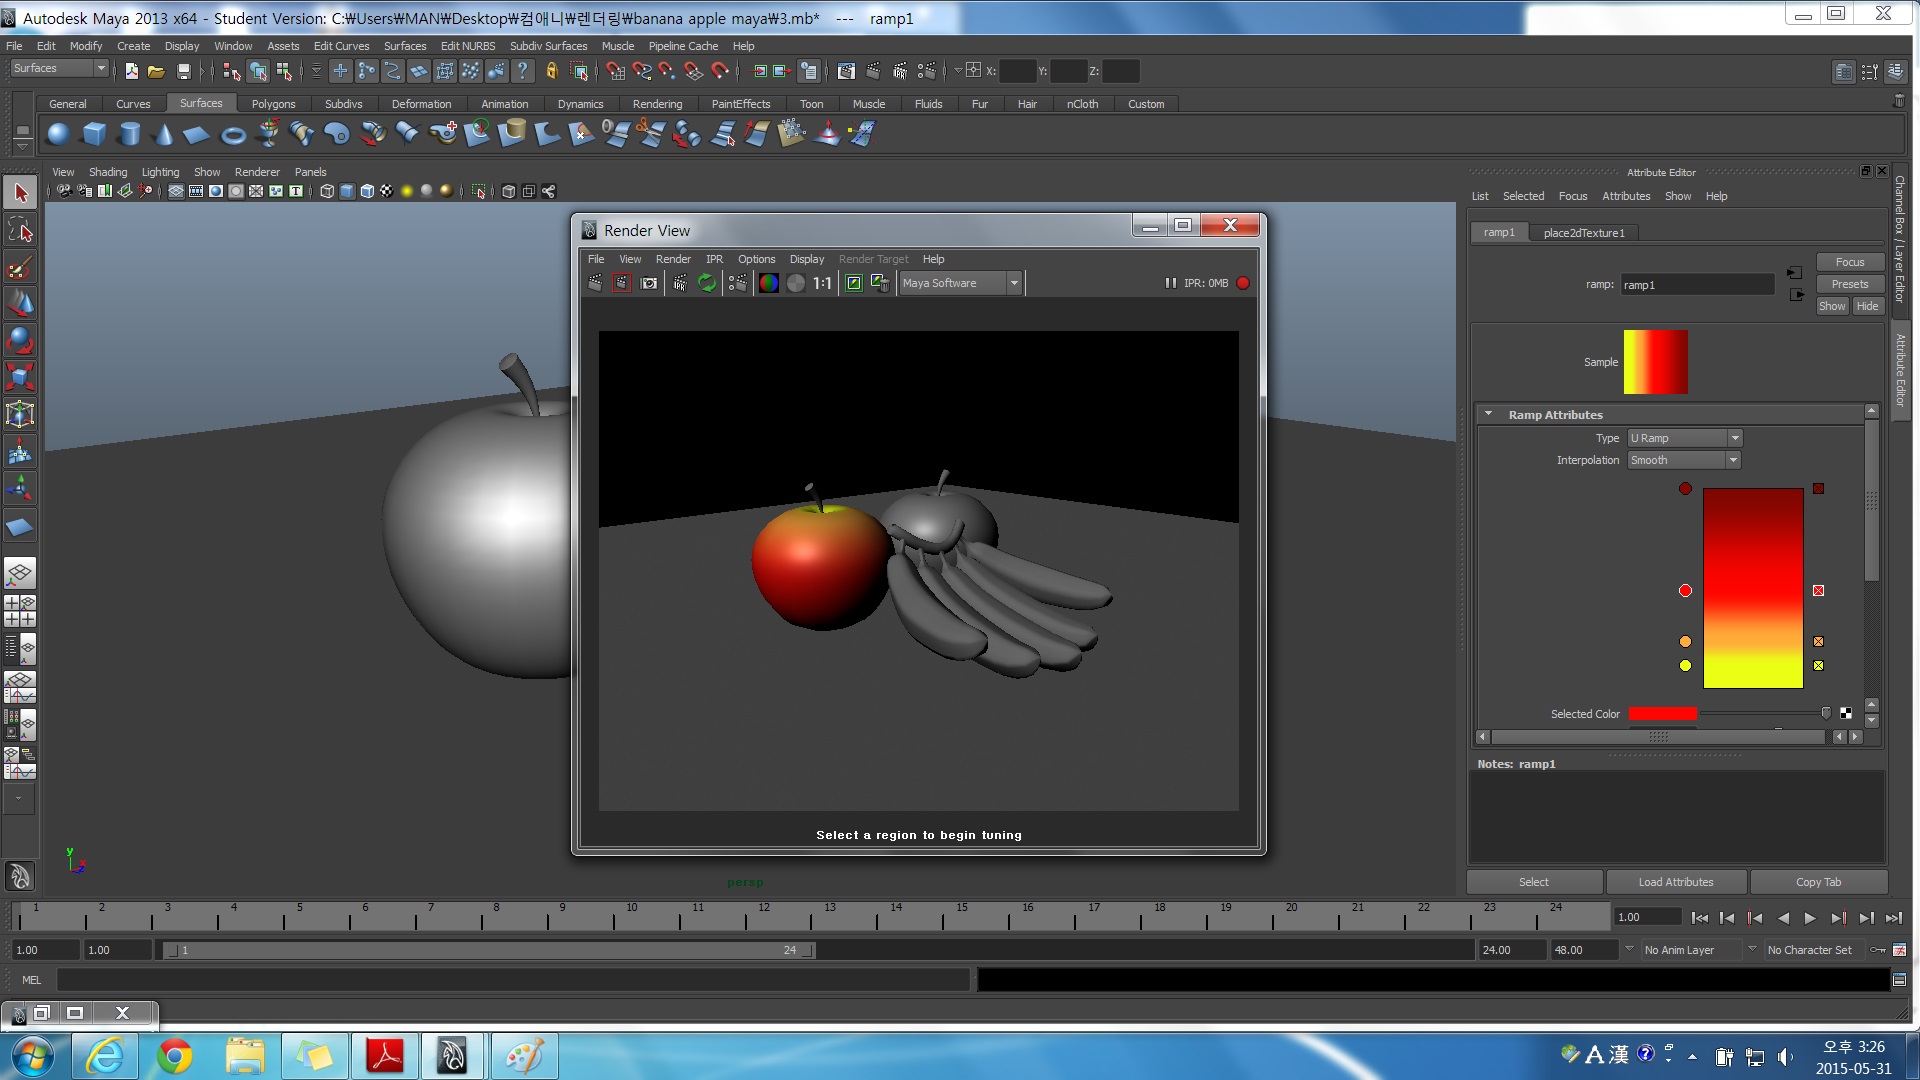 Autodesk Maya 2013 x64 - Student Version: C:₩Users₩MAN₩Desktop₩컴애니₩렌더링₩banana apple maya₩3.mb* --- ramp1
File Edit Modify Create Display Window Assets Edit Curves Surfaces Edit NURBS Subdiv Surfaces Muscle Pipeline Cache Help
Surfaces X: Y: Z:
General Curves Surfaces Polygons Subdivs Deformation Animation Dynamics Rendering PaintEffects Toon Muscle Fluids Fur Hair nCloth Custom
View Shading Lighting Show Renderer Panels
Render View
File View Render IPR Options Display Render Target Help
1:1 Maya Software IPR: 0MB
Select a region to begin tuning
y
x
persp
Attribute Editor
List Selected Focus Attributes Show Help
ramp1 place2dTexture1
ramp: ramp1
Focus
Presets
Show Hide
Sample
Ramp Attributes
Type U Ramp
Interpolation Smooth
Selected Color
Notes: ramp1
Select Load Attributes Copy Tab
Channel Box / Layer Editor
Attribute Editor
1 2 3 4 5 6 7 8 9 10 11 12 13 14 15 16 17 18 19 20 21 22 23 24 1.00
1.00 1.00 1 24 24.00 48.00 No Anim Layer No Character Set
MEL
A 漢
오후 3:26
2015-05-31